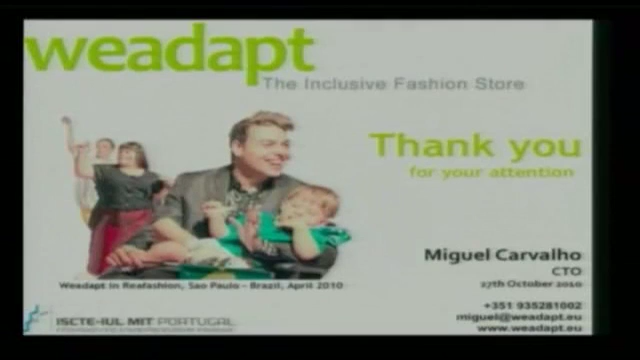 weadapt
The Inclusive Fashion Store
Thank you
for your attention
Miguel Carvalho
CTO
27th October 2010
Weadapt in Reafashion, Sao Paulo - Brazil, April 2010
+351 935281002
miguel@weadapt.eu
www.weadapt.eu
ISCTE-IUL MIT PORTUGAL